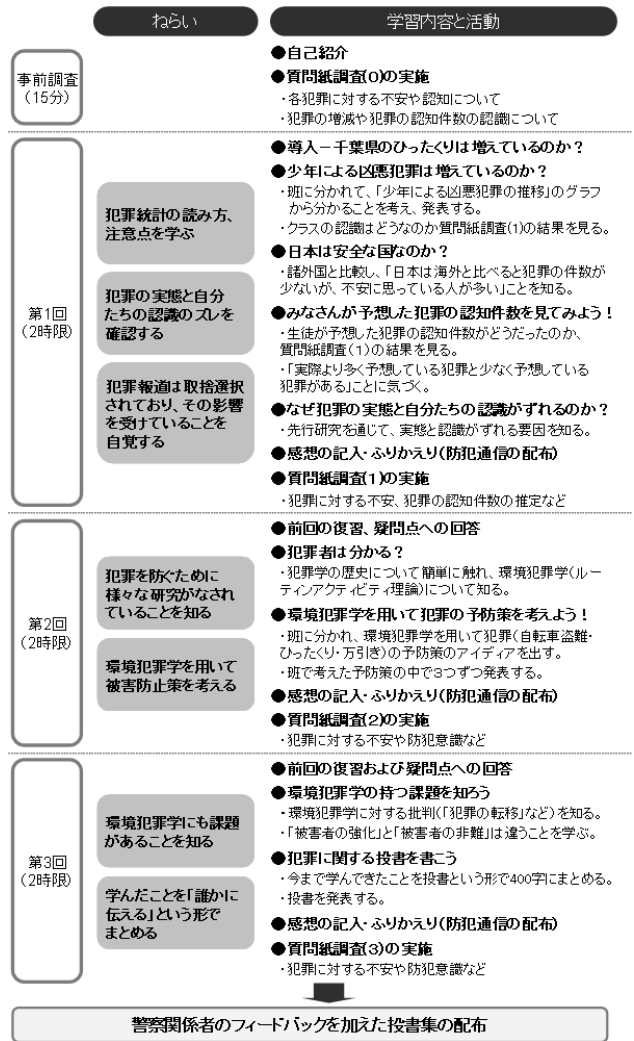 ねらい
学習内容と活動
事前調査
(15分)
●自己紹介
●質問紙調査(0)の実施
・各犯罪に対する不安や認知について
・犯罪の増減や犯罪の認知件数の認識について
第1回
(2時限)
犯罪統計の読み方、
注意点を学ぶ
犯罪の実態と自分
たちの認識のズレを
確認する
犯罪報道は取捨選択
されており、その影響
を受けていることを
自覚する
●導入－千葉県のひったくりは増えているのか？
●少年による凶悪犯罪は増えているのか？
・班に分かれて、「少年による凶悪犯罪の推移」のグラフ
から分かることを考え、発表する。
・クラスの認識はどうなのか質問紙調査(1)の結果を見る。
●日本は安全な国なのか？
・諸外国と比較し、「日本は海外と比べると犯罪の件数が
少ないが、不安に思っている人が多い」ことを知る。
●みなさんが予想した犯罪の認知件数を見てみよう！
・生徒が予想した犯罪の認知件数がどうだったのか、
質問紙調査(1)の結果を見る。
・「実際より多く予想している犯罪と少なく予想している
犯罪がある」ことに気づく。
●なぜ犯罪の実態と自分たちの認識がずれるのか？
・先行研究を通じて、実態と認識がずれる要因を知る。
●感想の記入・ふりかえり(防犯通信の配布)
●質問紙調査(1)の実施
・犯罪に対する不安、犯罪の認知件数の推定など
第2回
(2時限)
犯罪を防ぐために
様々な研究がなされ
ていることを知る
環境犯罪学を用いて
被害防止策を考える
●前回の復習、疑問点への回答
●犯罪者は分かる？
・犯罪学の歴史について簡単に触れ、環境犯罪学(ルー
ティンアクティビティ理論)について知る。
●環境犯罪学を用いて犯罪の予防策を考えよう！
・班に分かれ、環境犯罪学を用いて犯罪(自転車盗難・
ひったくり・万引き)の予防策のアイディアを出す。
・班で考えた予防策の中で3つずつ発表する。
●感想の記入・ふりかえり(防犯通信の配布)
●質問紙調査(2)の実施
・犯罪に対する不安や防犯意識など
第3回
(2時限)
環境犯罪学にも課題
があることを知る
学んだことを「誰かに
伝える」という形で
まとめる
●前回の復習および疑問点への回答
●環境犯罪学の持つ課題を知ろう
・環境犯罪学に対する批判(「犯罪の転移」など)を知る。
・「被害者の強化」と「被害者の非難」は違うことを学ぶ。
●犯罪に関する投書を書こう
・今まで学んできたことを投書という形で400字にまとめる。
・投書を発表する。
●感想の記入・ふりかえり(防犯通信の配布)
●質問紙調査(3)の実施
・犯罪に対する不安や防犯意識など
警察関係者のフィードバックを加えた投書集の配布